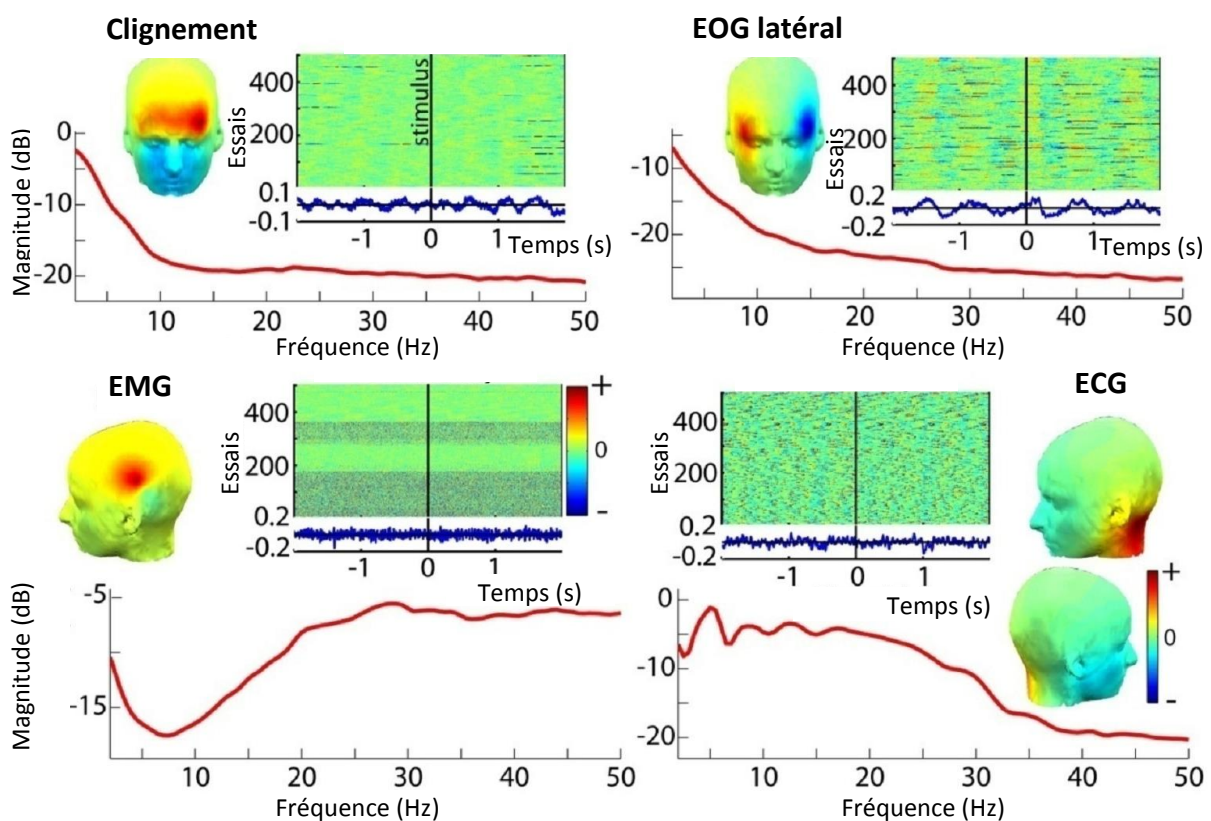 Clignement
400
200
Essais
stimulus
0.1
-0.1
-1 0 1
Temps (s)
Magnitude (dB)
0
-10
-20
10 20 30 40 50
Fréquence (Hz)
EOG latéral
400
200
Essais
0.2
-0.2
-1 0 1
Temps (s)
-10
-20
10 20 30 40 50
Fréquence (Hz)
EMG
400
200
Essais
0.2
-0.2
-1 0 1
Temps (s)
+
0
-
Magnitude (dB)
-5
-15
10 20 30 40 50
Fréquence (Hz)
ECG
400
200
0.2
-0.2
-1 0 1
Temps (s)
+
0
-
0
-10
-20
10 20 30 40 50
Fréquence (Hz)